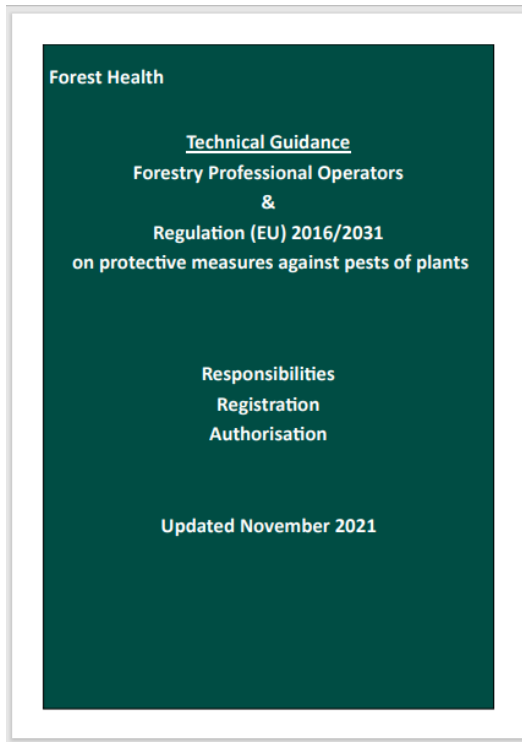 Forest Health
Technical Guidance
Forestry Professional Operators
&
Regulation (EU) 2016/2031
on protective measures against pests of plants
Responsibilities
Registration
Authorisation
Updated November 2021